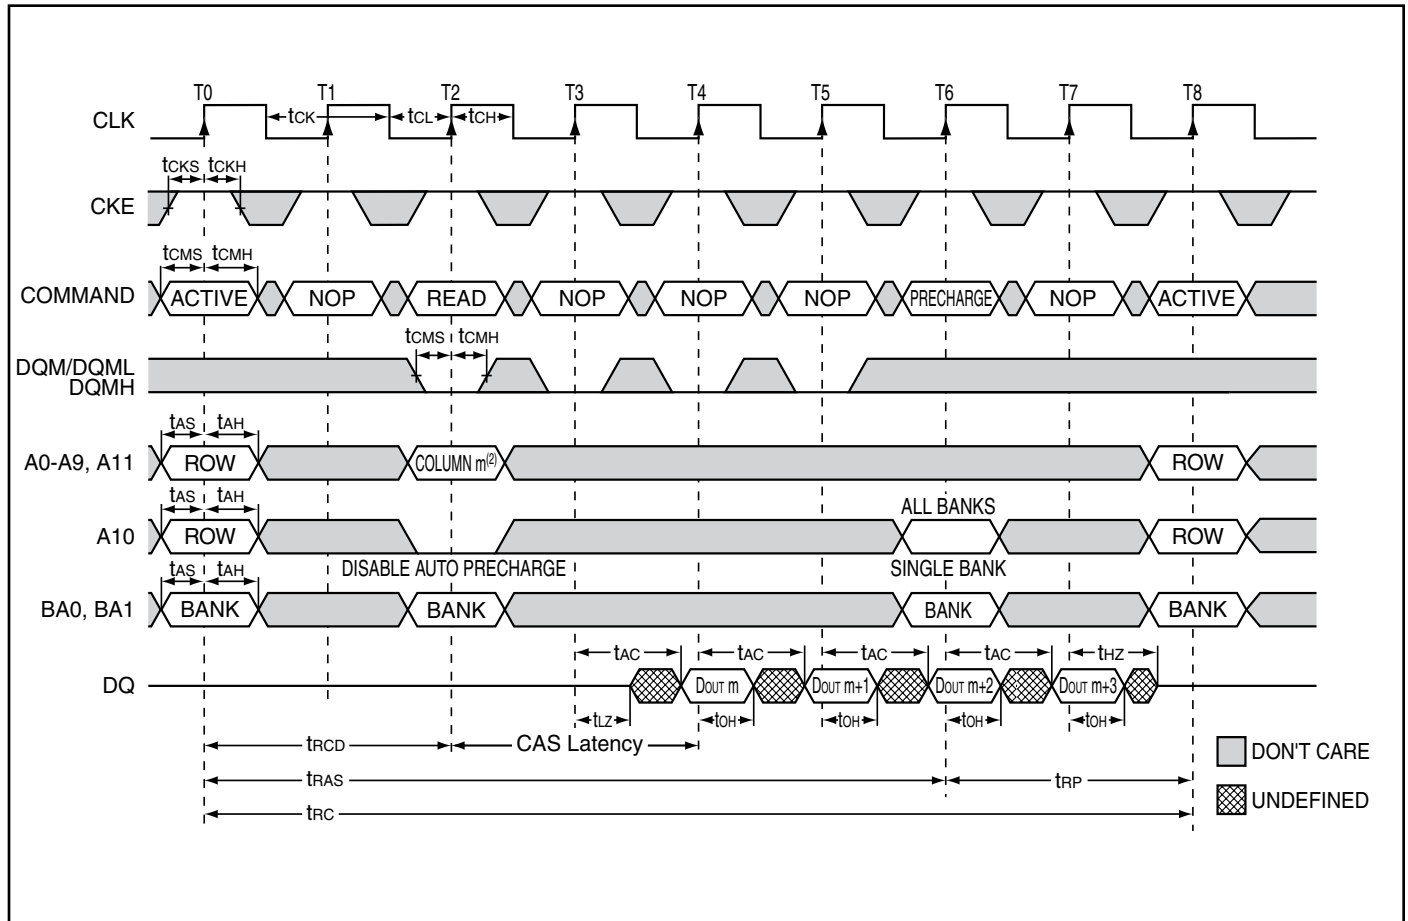 T0 T1 T2 T3 T4 T5 T6 T7 T8
CLK tCK tCL tCH
tCKS tCKH
CKE
tCMS tCMH
COMMAND ACTIVE NOP READ NOP NOP NOP PRECHARGE NOP ACTIVE
tCMS tCMH
DQM/DQML
DQMH
tAS tAH
A0-A9, A11 ROW COLUMN m(2) ROW
tAS tAH ALL BANKS
A10 ROW ROW
tAS tAH DISABLE AUTO PRECHARGE SINGLE BANK
BA0, BA1 BANK BANK BANK BANK
tAC tAC tAC tAC tHZ
DQ DOUT m DOUT m+1 DOUT m+2 DOUT m+3
tLZ tOH tOH tOH tOH
tRCD CAS Latency
DON'T CARE
tRAS tRP
UNDEFINED
tRC